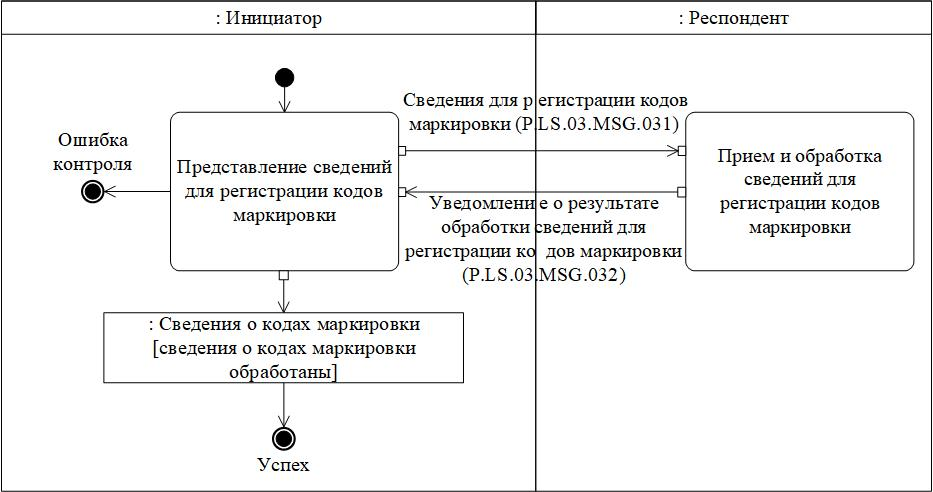 : Инициатор
: Респондент
Сведения для регистрации кодов
маркировки (P.LS.03.MSG.031)
Ошибка
контроля
Представление сведений
для регистрации кодов
маркировки
Прием и обработка
сведений для
регистрации кодов
маркировки
Уведомление о результате
обработки сведений для
регистрации ко дов маркировки
(P.LS.03.MSG.032)
: Сведения о кодах маркировки
[сведения о кодах маркировки
обработаны]
Успех